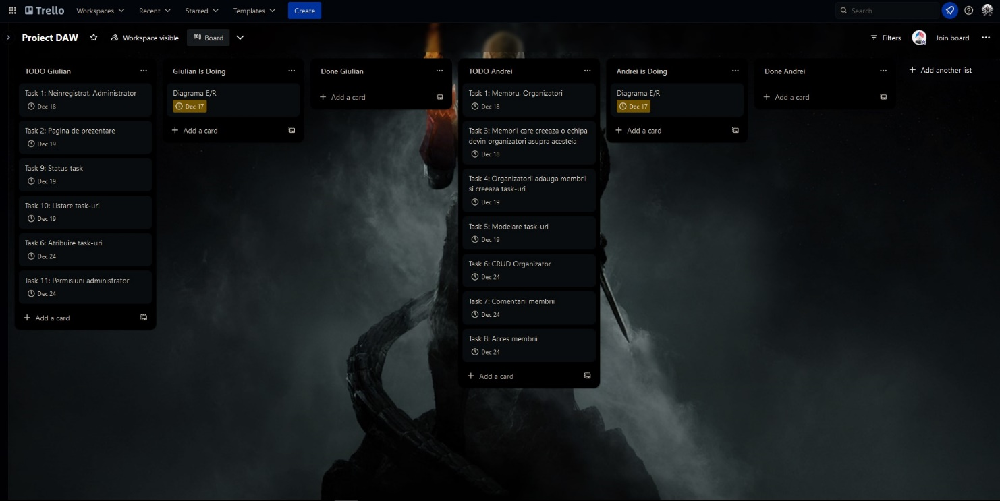 Trello
Workspaces
Recent
Starred
Templates
Create
Search
Proiect DAW
Workspace visible
Board
Filters
Join board
TODO Giulian
Task 1: Neinregistrat, Administrator
Dec 18
Task 2: Pagina de prezentare
Dec 19
Task 9: Status task
Dec 19
Task 10: Listare task-uri
Dec 19
Task 6: Atribuire task-uri
Dec 24
Task 11: Permisiuni administrator
Dec 24
Add a card
Giulian Is Doing
Diagrama E/R
Dec 17
Add a card
Done Giulian
Add a card
TODO Andrei
Task 1: Membru, Organizatori
Dec 18
Task 3: Membrii care creeaza o echipa
devin organizatori asupra acesteia
Dec 18
Task 4: Organizatorii adauga membrii
si creeaza task-uri
Dec 19
Task 5: Modelare task-uri
Dec 19
Task 6: CRUD Organizator
Dec 24
Task 7: Comentarii membrii
Dec 24
Task 8: Acces membrii
Dec 24
Add a card
Andrei is Doing
Diagrama E/R
Dec 17
Add a card
Done Andrei
Add a card
Add another list